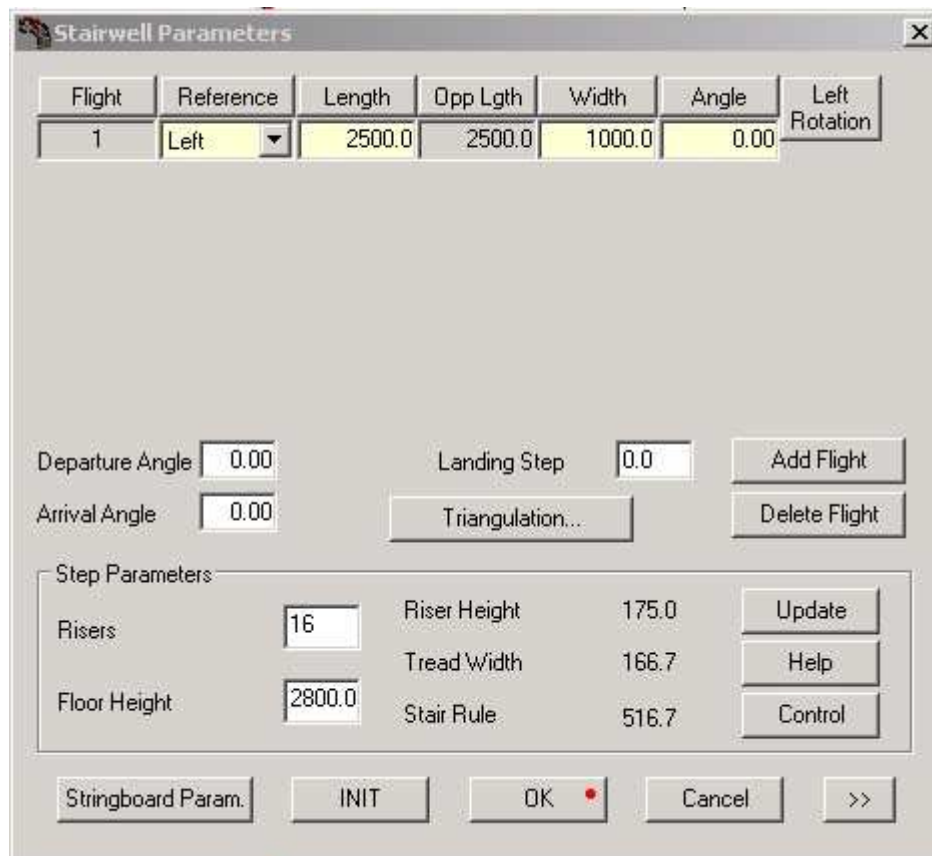 Stairwell Parameters
Flight Reference Length Opp Lgth Width Angle Left Rotation
1 Left 2500.0 2500.0 1000.0 0.00
Departure Angle 0.00 Landing Step 0.0 Add Flight
Arrival Angle 0.00 Triangulation... Delete Flight
Step Parameters
Risers 16 Riser Height 175.0 Update
Tread Width 166.7 Help
Floor Height 2800.0 Stair Rule 516.7 Control
Stringboard Param. INIT OK Cancel >>